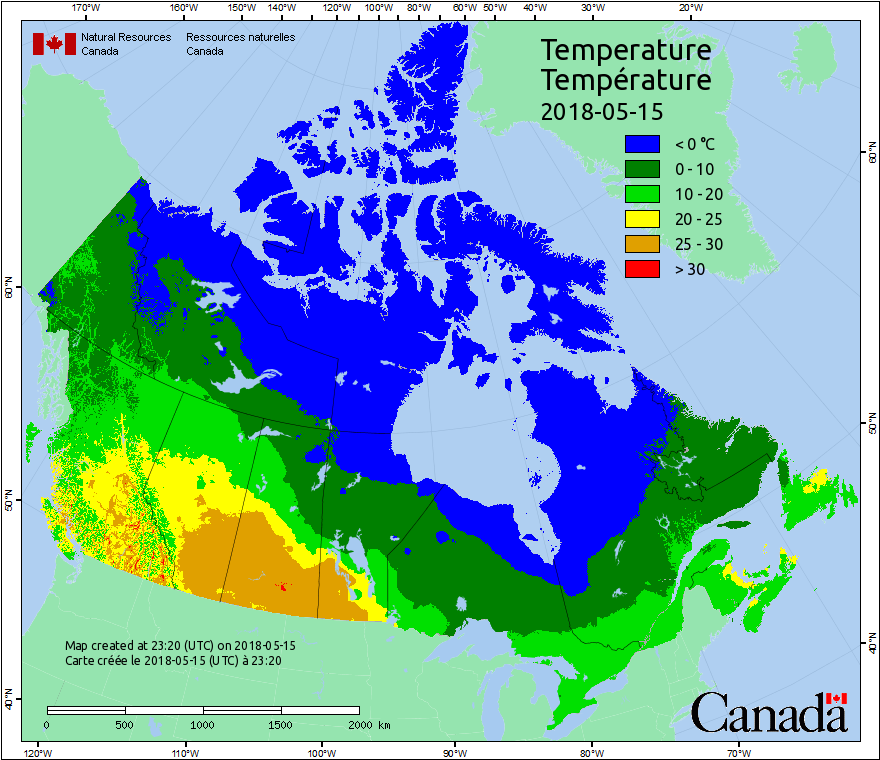 170°W 160°W 150°W 140°W 130°W 120°W 110°W 100°W 90°W 80°W 60°W 50°W 40°W 30°W 20°W
Natural Resources Canada
Ressources naturelles Canada
Temperature
Température
2018-05-15
< 0 °C
0 - 10
10 - 20
20 - 25
25 - 30
> 30
60°N
60°N
50°N
50°N
40°N
40°N
Map created at 23:20 (UTC) on 2018-05-15
Carte créée le 2018-05-15 (UTC) à 23:20
0 500 1000 1500 2000 km
Canada
120°W 110°W 100°W 90°W 80°W 70°W